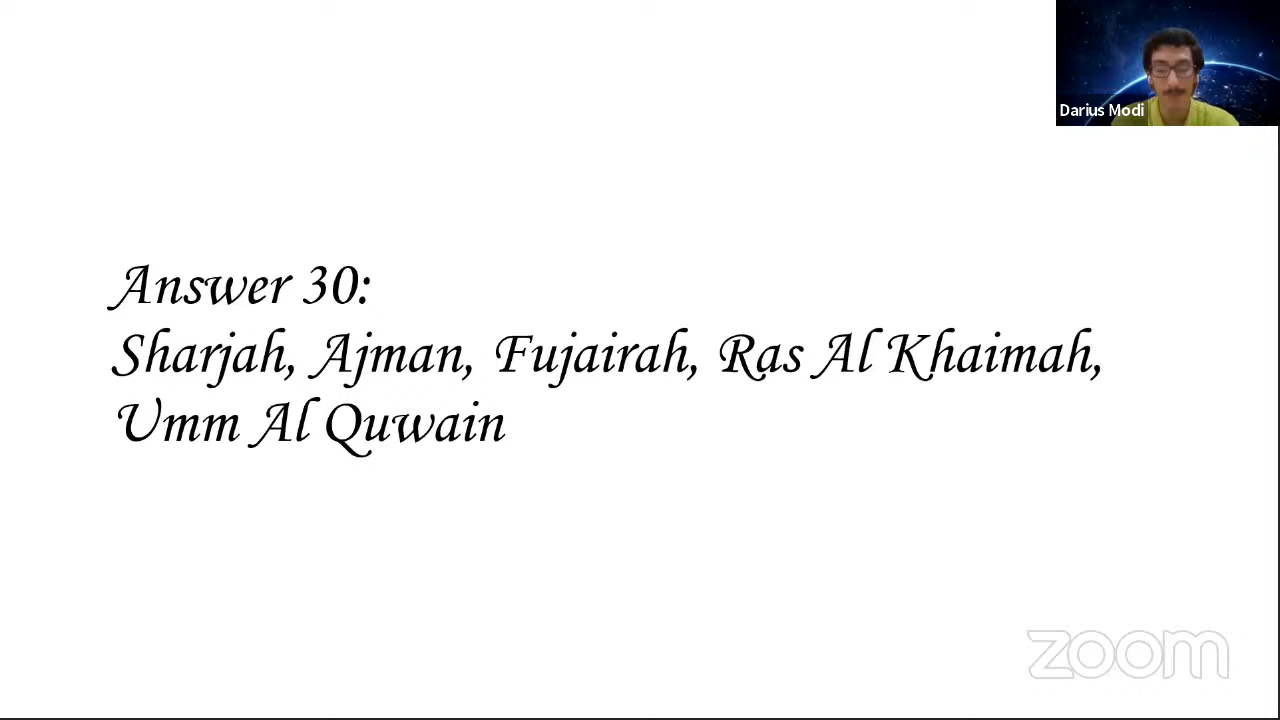 Darius Modi
Answer 30:
Sharjah, Ajman, Fujairah, Ras Al Khaimah,
Umm Al Quwain
zoom